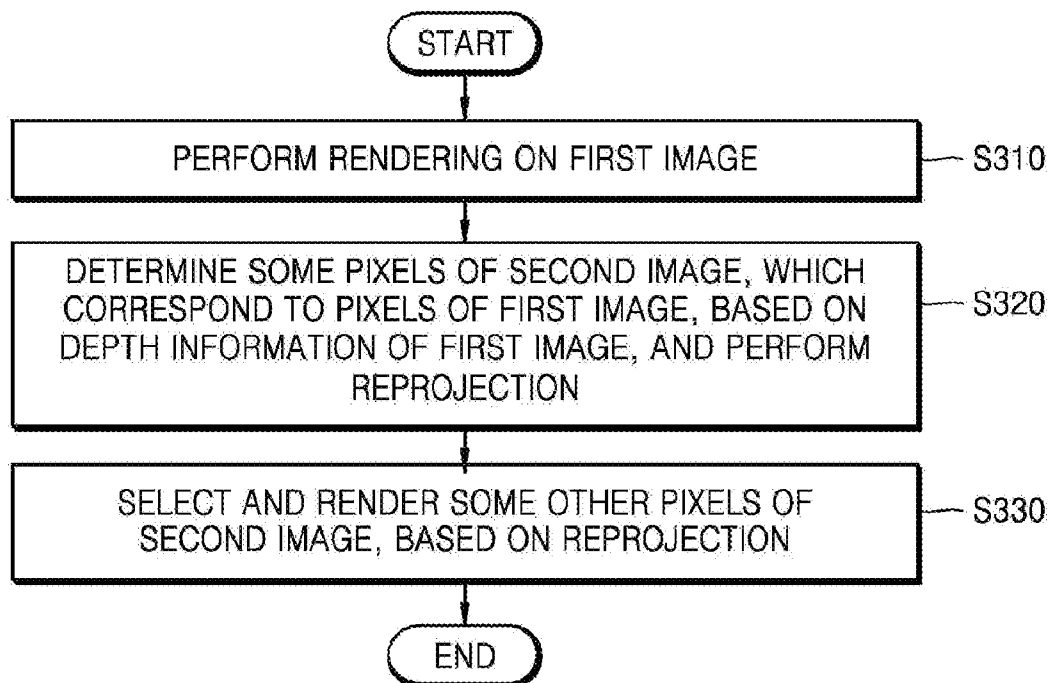 START
PERFORM RENDERING ON FIRST IMAGE
S310
DETERMINE SOME PIXELS OF SECOND IMAGE, WHICH
CORRESPOND TO PIXELS OF FIRST IMAGE, BASED ON
DEPTH INFORMATION OF FIRST IMAGE, AND PERFORM
REPROJECTION
S320
SELECT AND RENDER SOME OTHER PIXELS OF
SECOND IMAGE, BASED ON REPROJECTION
S330
END